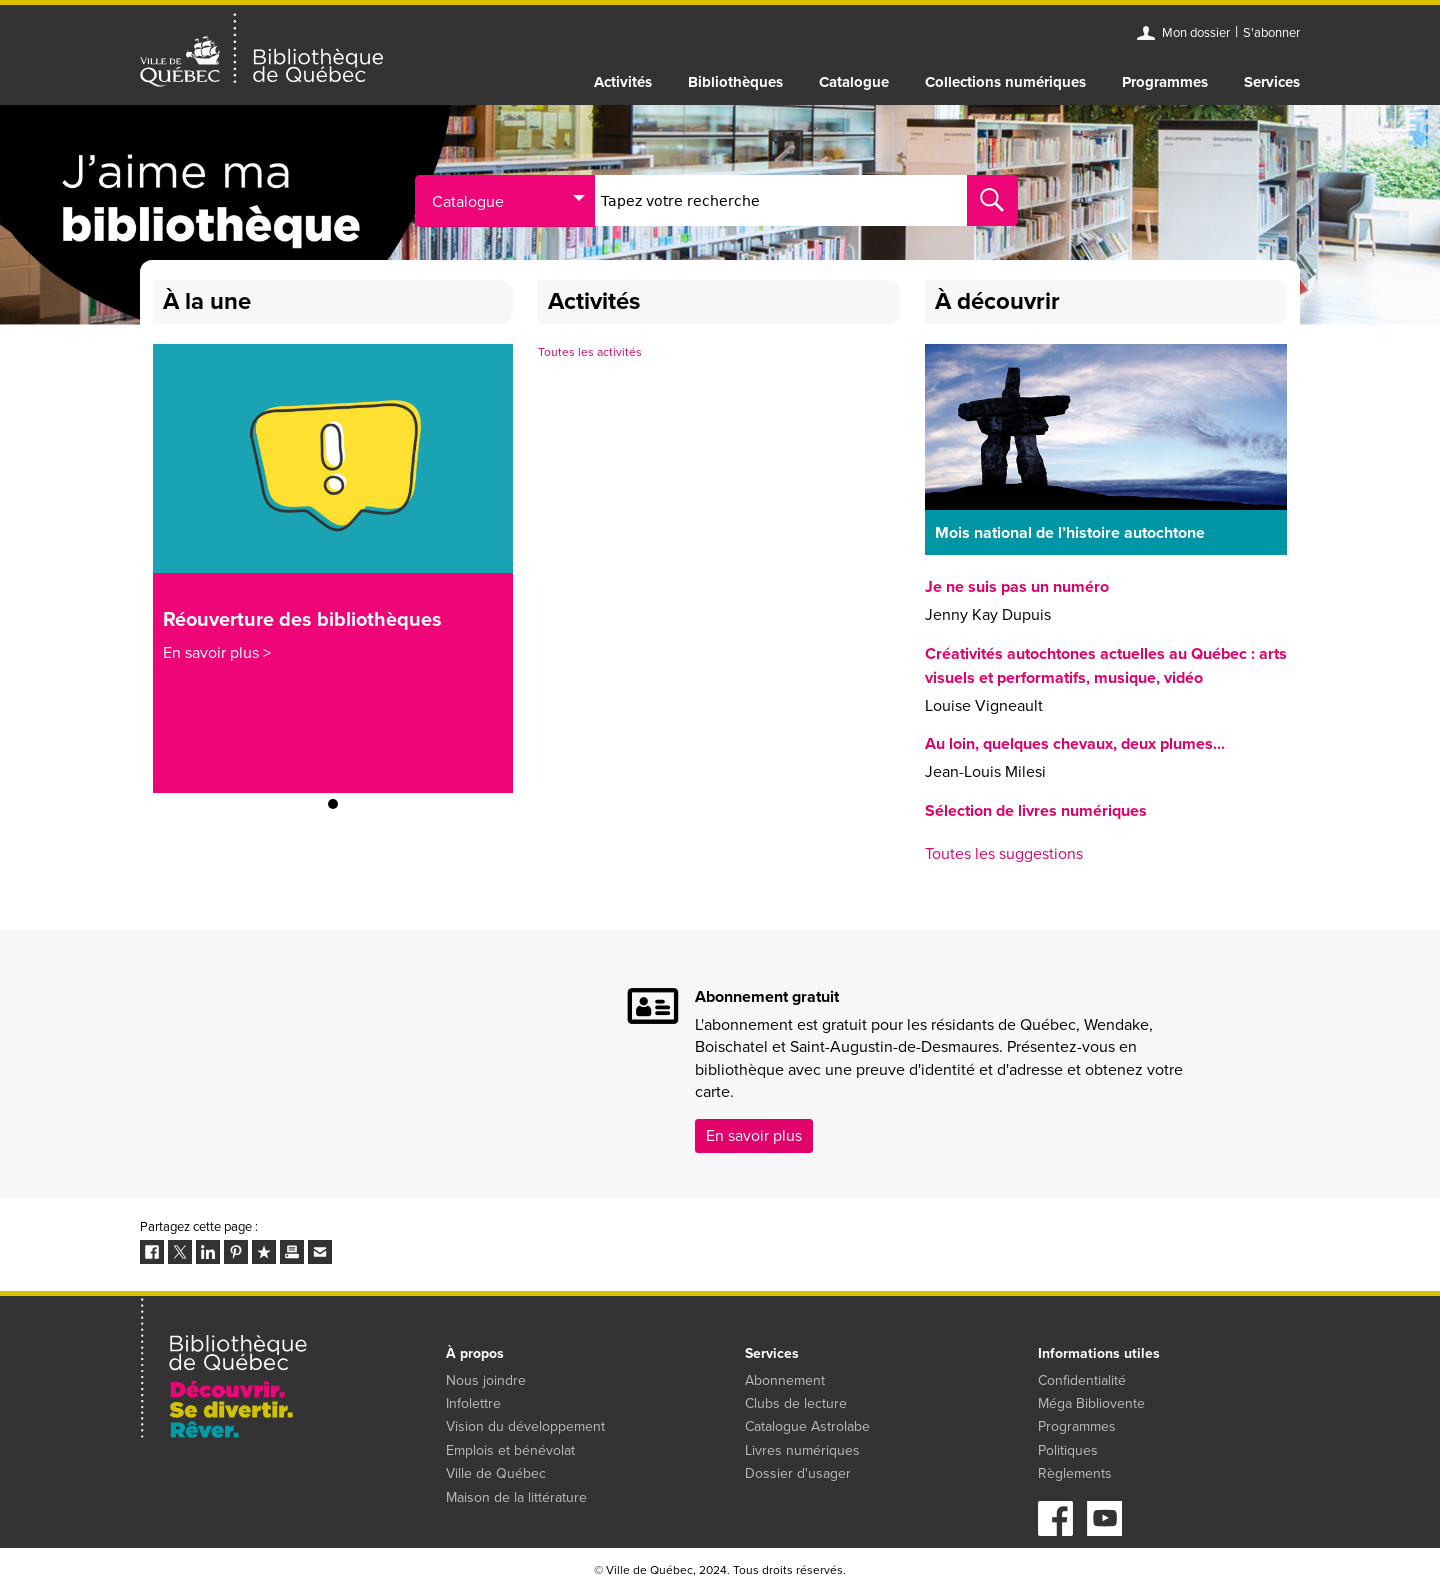 VILLE DE
QUÉBEC
Bibliothèque
de Québec
Mon dossier | S'abonner
Activités Bibliothèques Catalogue Collections numériques Programmes Services
J'aime ma
bibliothèque
Catalogue
Tapez votre recherche
À la une
Réouverture des bibliothèques
En savoir plus >
Activités
Toutes les activités
À découvrir
Mois national de l'histoire autochtone
Je ne suis pas un numéro
Jenny Kay Dupuis
Créativités autochtones actuelles au Québec : arts
visuels et performatifs, musique, vidéo
Louise Vigneault
Au loin, quelques chevaux, deux plumes...
Jean-Louis Milesi
Sélection de livres numériques
Toutes les suggestions
Abonnement gratuit
L'abonnement est gratuit pour les résidants de Québec, Wendake,
Boischatel et Saint-Augustin-de-Desmaures. Présentez-vous en
bibliothèque avec une preuve d'identité et d'adresse et obtenez votre
carte.
En savoir plus
Partagez cette page :
Bibliothèque
de Québec
Découvrir.
Se divertir.
Rêver.
À propos
Nous joindre
Infolettre
Vision du développement
Emplois et bénévolat
Ville de Québec
Maison de la littérature
Services
Abonnement
Clubs de lecture
Catalogue Astrolabe
Livres numériques
Dossier d'usager
Informations utiles
Confidentialité
Méga Bibliovente
Programmes
Politiques
Règlements
© Ville de Québec, 2024. Tous droits réservés.